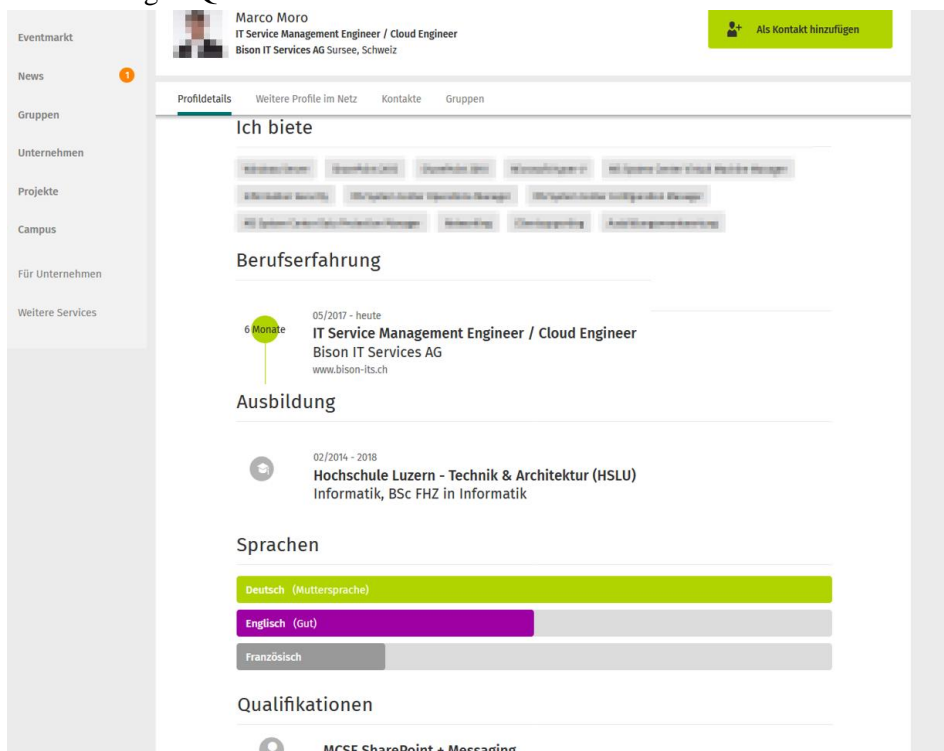 Eventmarkt
News 1
Gruppen
Unternehmen
Projekte
Campus
Für Unternehmen
Weitere Services
Marco Moro
IT Service Management Engineer / Cloud Engineer
Bison IT Services AG Sursee, Schweiz
Als Kontakt hinzufügen
Profildetails Weitere Profile im Netz Kontakte Gruppen
Ich biete
Berufserfahrung
6 Monate
05/2017 - heute
IT Service Management Engineer / Cloud Engineer
Bison IT Services AG
www.bison-its.ch
Ausbildung
02/2014 - 2018
Hochschule Luzern - Technik & Architektur (HSLU)
Informatik, BSc FHZ in Informatik
Sprachen
Deutsch (Muttersprache)
Englisch (Gut)
Französisch
Qualifikationen
MCSE SharePoint + Messaging